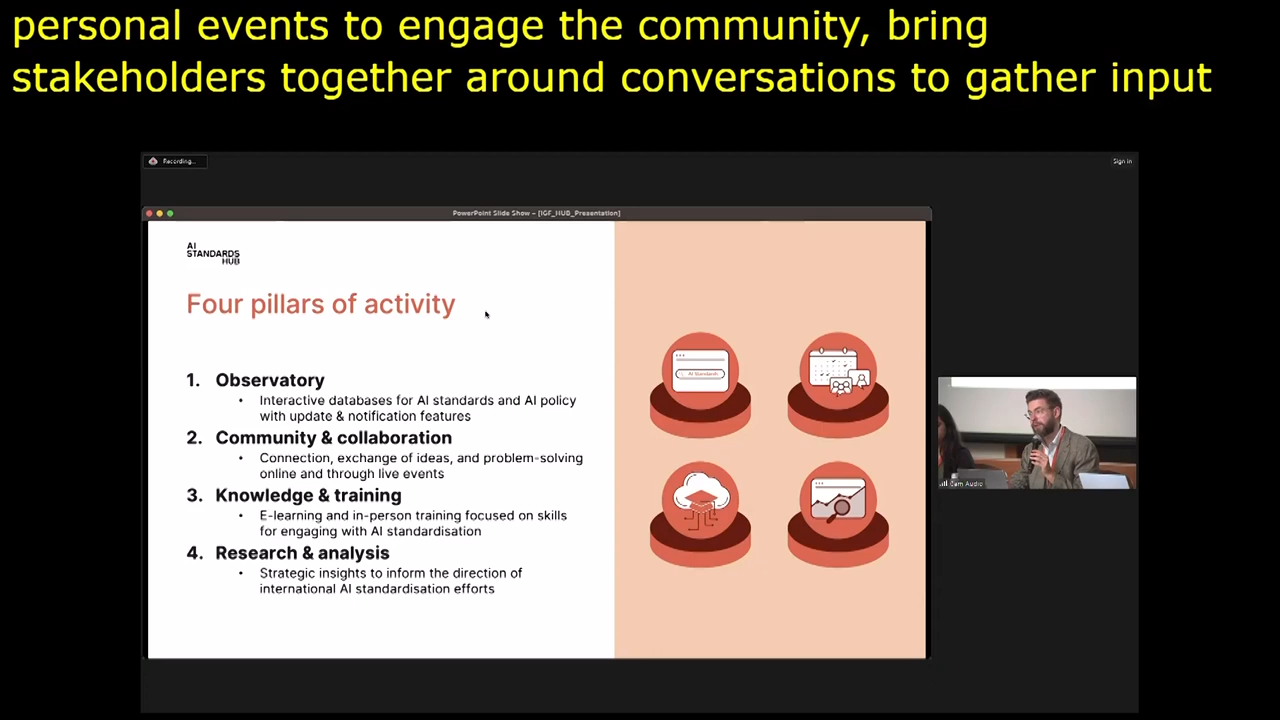 personal events to engage the community, bring
stakeholders together around conversations to gather input
Recording...
Sign in
PowerPoint Slide Show – [IGF_HUB_Presentation]
AI
STANDARDS
HUB
Four pillars of activity
1. Observatory
• Interactive databases for AI standards and AI policy
with update & notification features
2. Community & collaboration
• Connection, exchange of ideas, and problem-solving
online and through live events
3. Knowledge & training
• E-learning and in-person training focused on skills
for engaging with AI standardisation
4. Research & analysis
• Strategic insights to inform the direction of
international AI standardisation efforts
AI Standards
Cam Audio